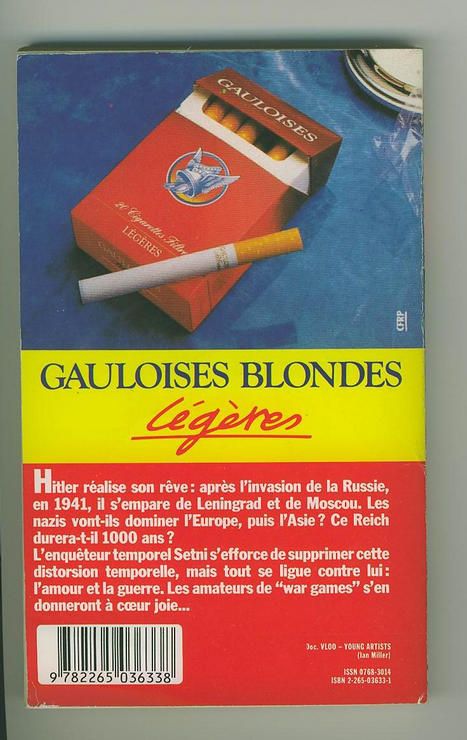 GAULOISES
20 Cigarettes Filtre
LÉGÈRES
CFRP
GAULOISES BLONDES
légères
Hitler réalise son rêve : après l'invasion de la Russie,
en 1941, il s'empare de Leningrad et de Moscou. Les
nazis vont-ils dominer l'Europe, puis l'Asie ? Ce Reich
durera-t-il 1000 ans ?
L'enquêteur temporel Setni s'efforce de supprimer cette
distorsion temporelle, mais tout se ligue contre lui :
l'amour et la guerre. Les amateurs de "war games" s'en
donneront à cœur joie...
Doc. VLOO - YOUNG ARTISTS
(Ian Miller)
ISSN 0768-3014
ISBN 2-265-03633-1
9 782265 036338